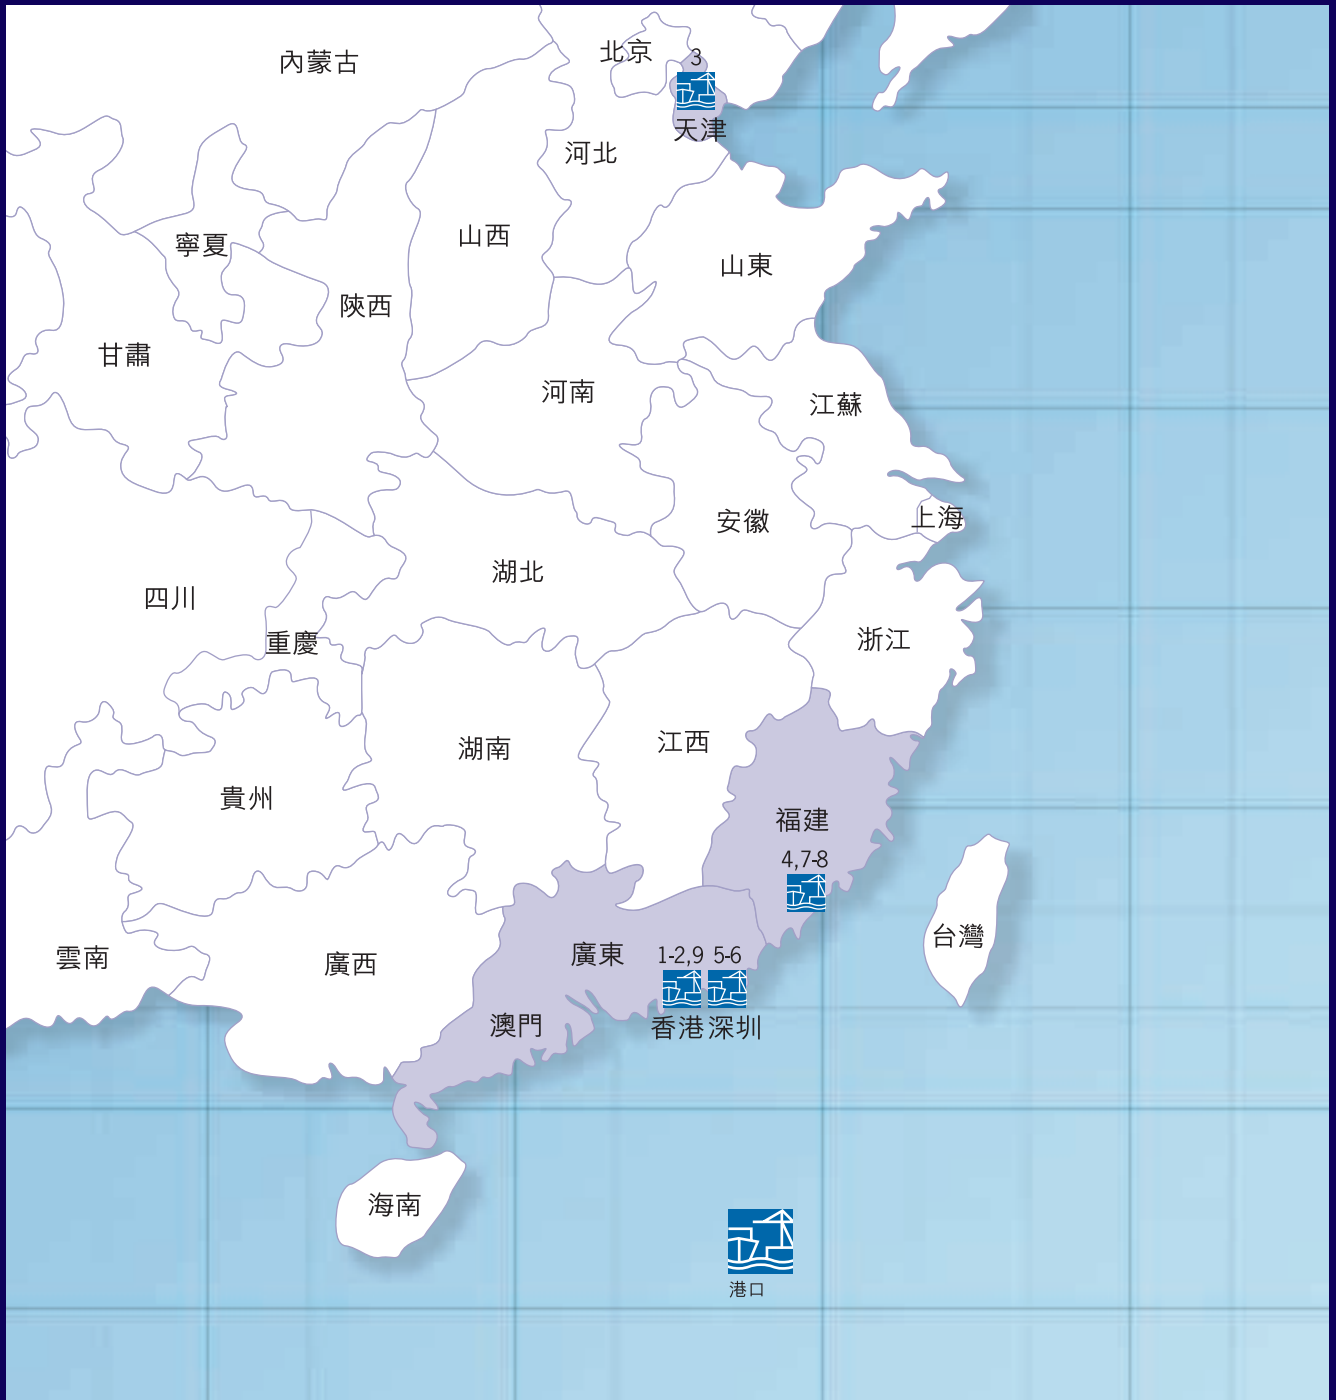 北京
3
內蒙古
天津
河北
山西
寧夏
山東
陝西
甘肅
河南
江蘇
安徽
上海
湖北
四川
重慶
浙江
江西
湖南
貴州
福建
4,7-8
台灣
廣東
1-2,9
5-6
雲南
廣西
澳門
香港
深圳
海南
港口